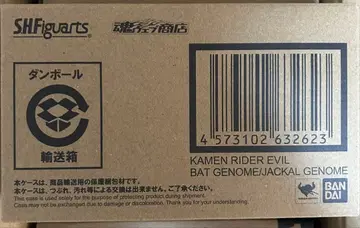 S.H.Figuarts
魂ウェブ商店
ダンボール
輸送箱
4 573102 632623
KAMEN RIDER EVIL
BAT GENOME/JACKAL GENOME
本ケースは、商品輸送用の保護梱包材です。
本ケースは、つぶれ、汚れ等による交換は出来ません。ご了承ください。
This case is used solely for the purpose of protecting product during shipment.
Case may not be exchanged due to damage or discoloration. Thank you for understanding.
BAN
DAI